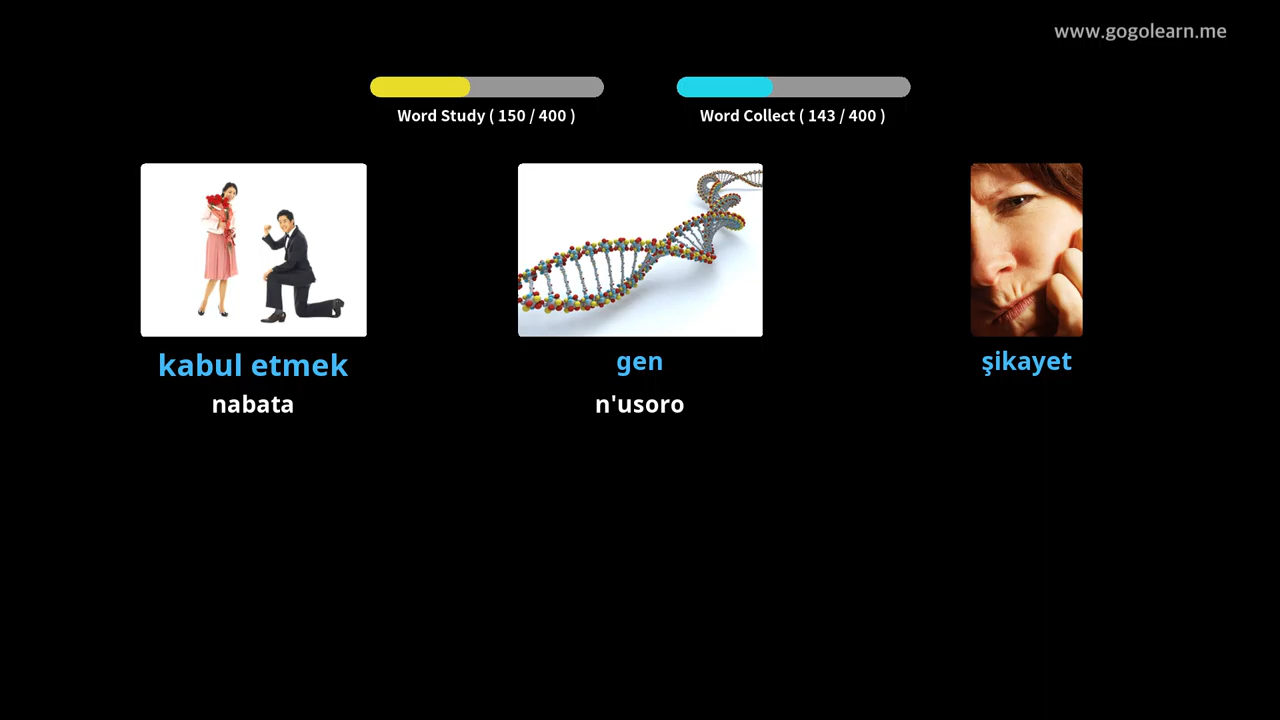 www.gogolearn.me
Word Study ( 150 / 400 )
Word Collect ( 143 / 400 )
kabul etmek
nabata
gen
n'usoro
şikayet